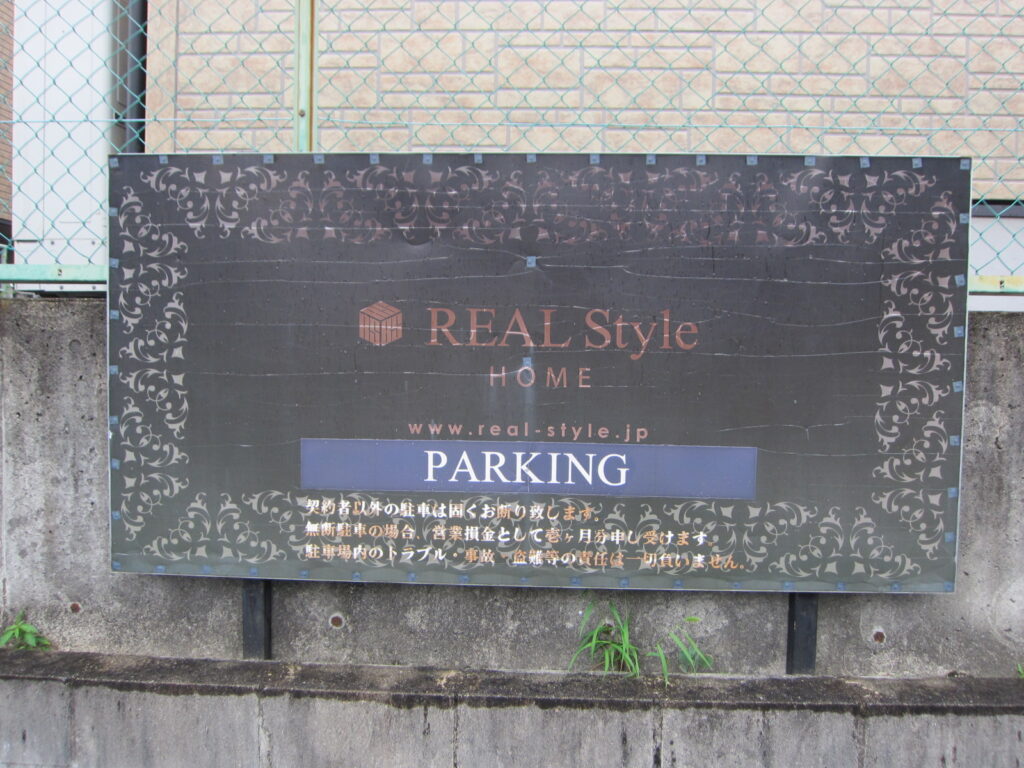 REAL Style
HOME
www.real-style.jp
PARKING
契約者以外の駐車は固くお断り致します。
無断駐車の場合、営業損金として壱ヶ月分申し受けます。
駐車場内のトラブル・事故、盗難等の責任は一切負いません。